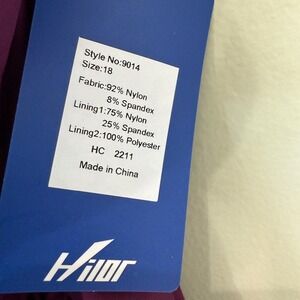 Style No:9014
Size:18
Fabric:92% Nylon
8% Spandex
Lining1:75% Nylon
25% Spandex
Lining2:100% Polyester
HC 2211
Made in China
Hilor